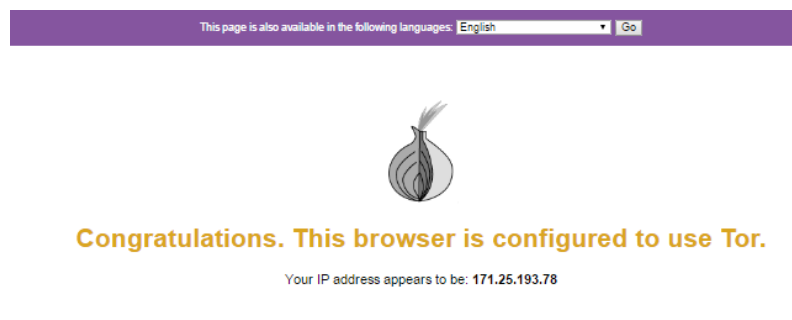 This page is also available in the following languages: English Go
Congratulations. This browser is configured to use Tor.
Your IP address appears to be: 171.25.193.78